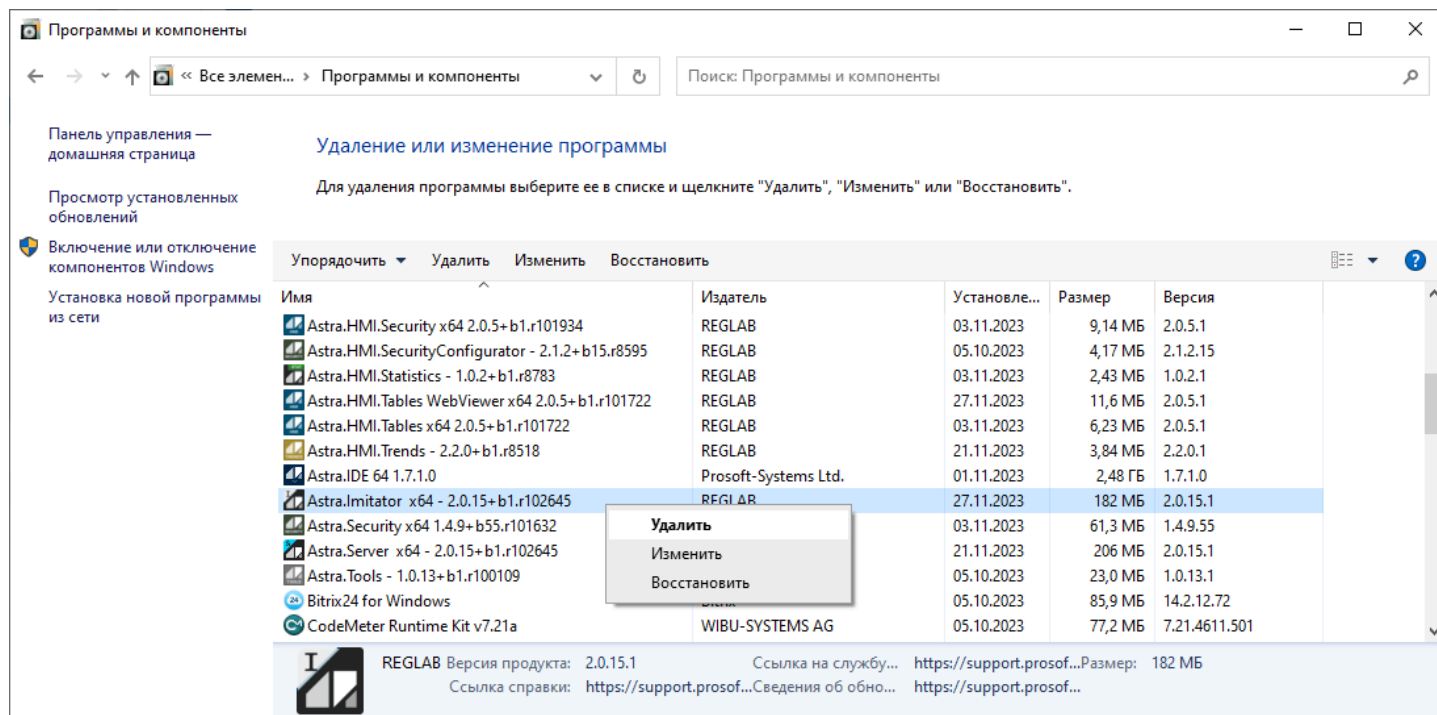 Программы и компоненты
« Все элемен... › Программы и компоненты
Поиск: Программы и компоненты
Панель управления —
домашняя страница
Просмотр установленных
обновлений
Включение или отключение
компонентов Windows
Установка новой программы
из сети
Удаление или изменение программы
Для удаления программы выберите ее в списке и щелкните "Удалить", "Изменить" или "Восстановить".
Упорядочить Удалить Изменить Восстановить
Имя Издатель Установле... Размер Версия
Astra.HMI.Security x64 2.0.5+b1.r101934 REGLAB 03.11.2023 9,14 МБ 2.0.5.1
Astra.HMI.SecurityConfigurator - 2.1.2+b15.r8595 REGLAB 05.10.2023 4,17 МБ 2.1.2.15
Astra.HMI.Statistics - 1.0.2+b1.r8783 REGLAB 03.11.2023 2,43 МБ 1.0.2.1
Astra.HMI.Tables WebViewer x64 2.0.5+b1.r101722 REGLAB 27.11.2023 11,6 МБ 2.0.5.1
Astra.HMI.Tables x64 2.0.5+b1.r101722 REGLAB 03.11.2023 6,23 МБ 2.0.5.1
Astra.HMI.Trends - 2.2.0+b1.r8518 REGLAB 21.11.2023 3,84 МБ 2.2.0.1
Astra.IDE 64 1.7.1.0 Prosoft-Systems Ltd. 01.11.2023 2,48 ГБ 1.7.1.0
Astra.Imitator x64 - 2.0.15+b1.r102645 REGLAB 27.11.2023 182 МБ 2.0.15.1
Astra.Security x64 1.4.9+b55.r101632 03.11.2023 61,3 МБ 1.4.9.55
Astra.Server x64 - 2.0.15+b1.r102645 21.11.2023 206 МБ 2.0.15.1
Astra.Tools - 1.0.13+b1.r100109 05.10.2023 23,0 МБ 1.0.13.1
Bitrix24 for Windows 05.10.2023 85,9 МБ 14.2.12.72
CodeMeter Runtime Kit v7.21a WIBU-SYSTEMS AG 05.10.2023 77,2 МБ 7.21.4611.501
Удалить
Изменить
Восстановить
REGLAB Версия продукта: 2.0.15.1 Ссылка на службу... https://support.prosof... Размер: 182 МБ
Ссылка справки: https://support.prosof... Сведения об обно... https://support.prosof...